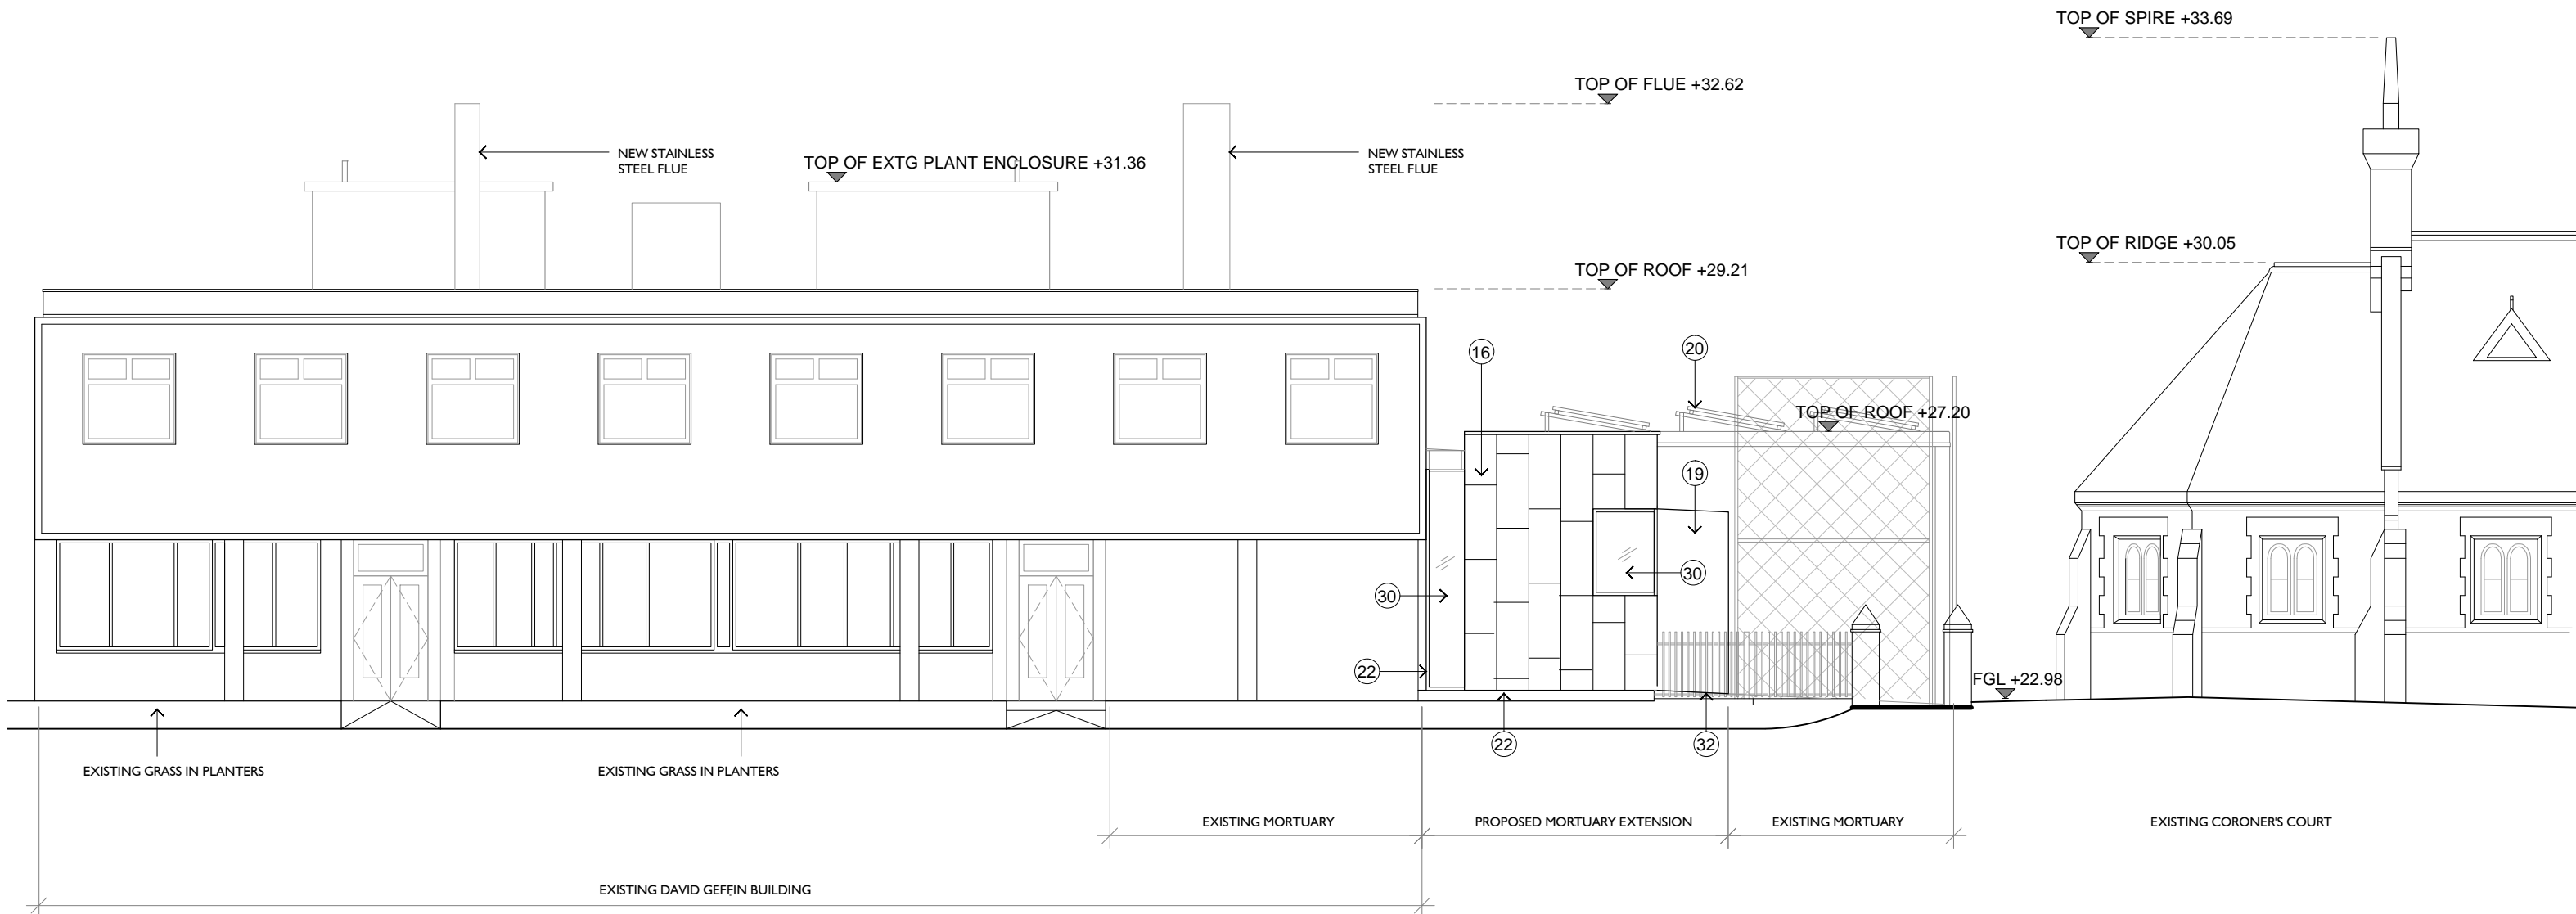 TOP OF SPIRE +33.69
TOP OF FLUE +32.62
NEW STAINLESS
STEEL FLUE
TOP OF EXTG PLANT ENCLOSURE +31.36
NEW STAINLESS
STEEL FLUE
TOP OF RIDGE +30.05
TOP OF ROOF +29.21
16
20
TOP OF ROOF +27.20
19
30
30
22
FGL +22.98
22
32
EXISTING GRASS IN PLANTERS
EXISTING GRASS IN PLANTERS
EXISTING MORTUARY
PROPOSED MORTUARY EXTENSION
EXISTING MORTUARY
EXISTING CORONER'S COURT
EXISTING DAVID GEFFIN BUILDING